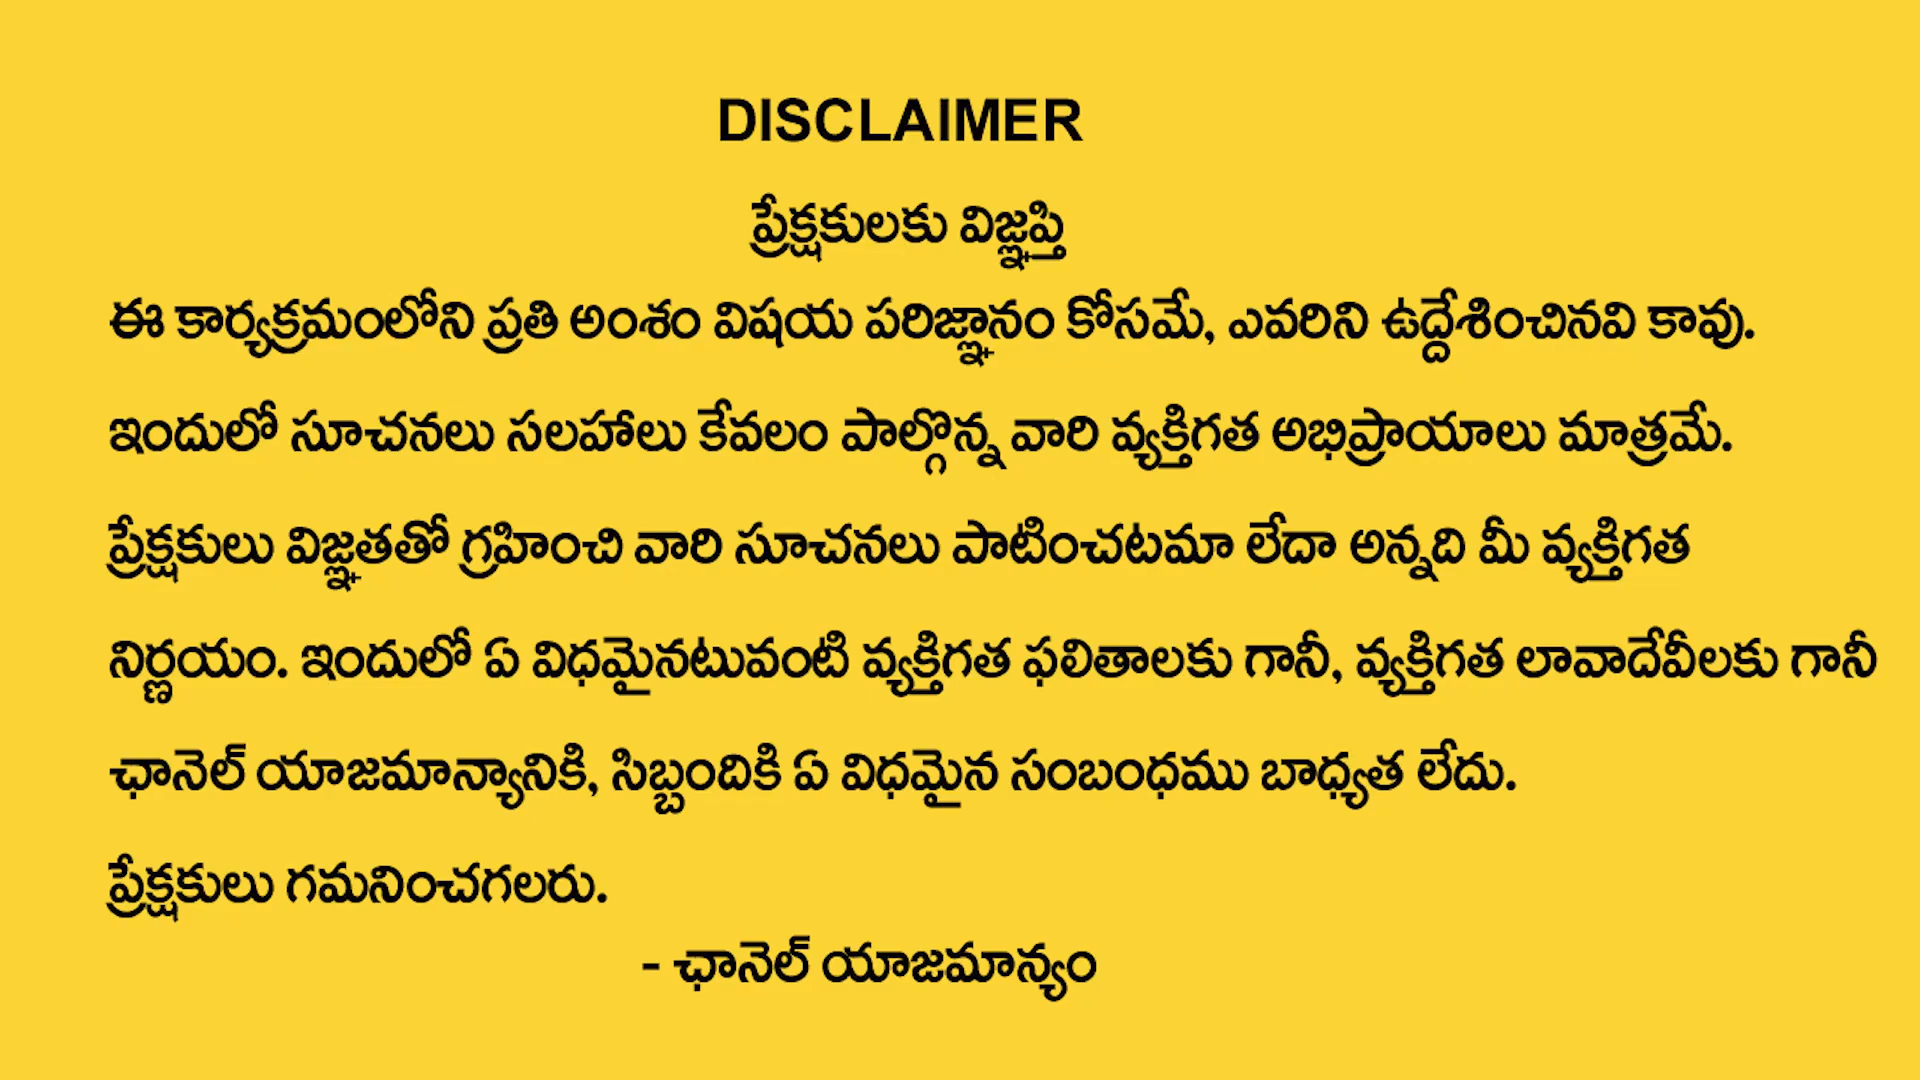 DISCLAIMER
ప్రేక్షకులకు విజ్ఞప్తి
ఈ కార్యక్రమంలోని ప్రతి అంశం విషయ పరిజ్ఞానం కోసమే, ఎవరిని ఉద్దేశించినవి కావు.
ఇందులో సూచనలు సలహాలు కేవలం పాల్గొన్న వారి వ్యక్తిగత అభిప్రాయాలు మాత్రమే.
ప్రేక్షకులు విజ్ఞతతో గ్రహించి వారి సూచనలు పాటించటమా లేదా అన్నది మీ వ్యక్తిగత
నిర్ణయం. ఇందులో ఏ విధమైనటువంటి వ్యక్తిగత ఫలితాలకు గానీ, వ్యక్తిగత లావాదేవీలకు గానీ
ఛానెల్ యాజమాన్యానికి, సిబ్బందికి ఏ విధమైన సంబంధము బాధ్యత లేదు.
ప్రేక్షకులు గమనించగలరు.
- ఛానెల్ యాజమాన్యం